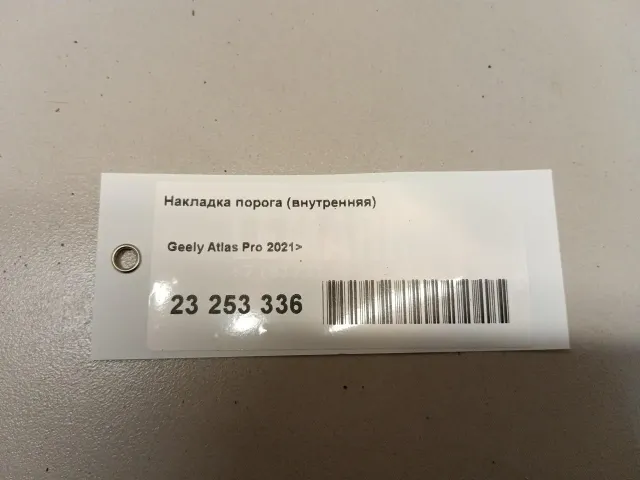 Накладка порога (внутренняя)
Geely Atlas Pro 2021>
23 253 336